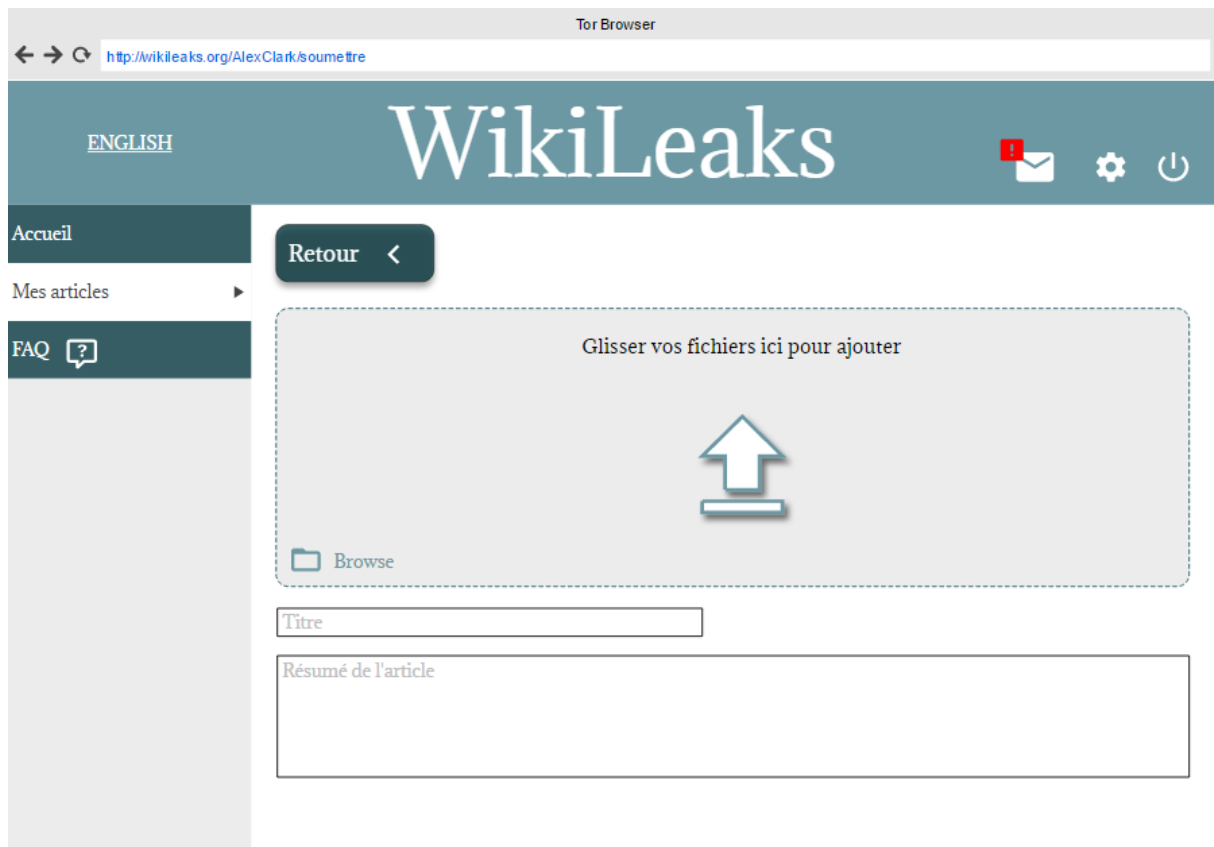 Tor Browser
http://wikileaks.org/AlexClark/soumettre
ENGLISH
WikiLeaks
!
Accueil
Mes articles
FAQ ?
Retour
Glisser vos fichiers ici pour ajouter
Browse
Titre
Résumé de l'article